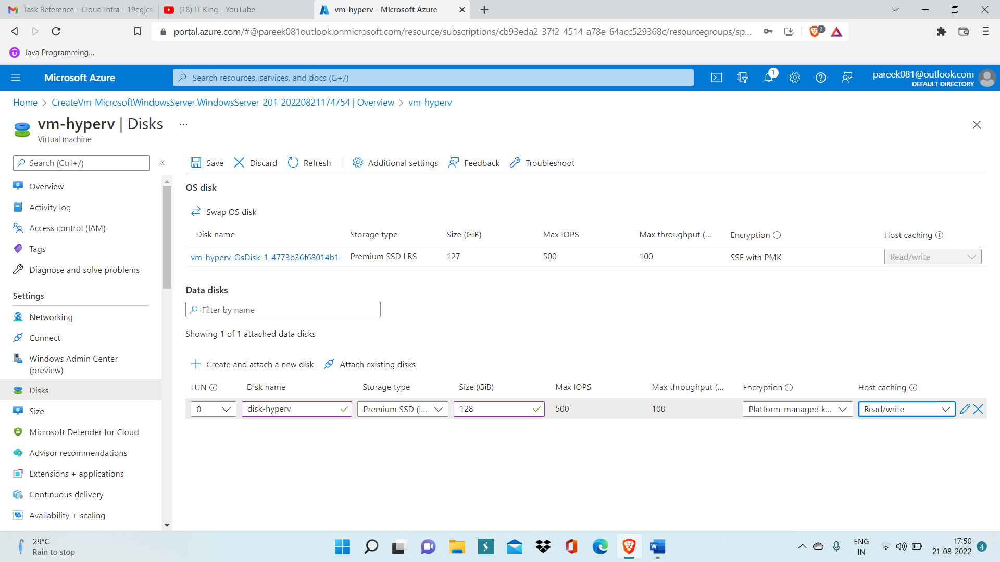 Task Reference - Cloud Infra - 19egjcs
(18) IT King - YouTube
vm-hyperv - Microsoft Azure
portal.azure.com/#@pareek081outlook.onmicrosoft.com/resource/subscriptions/cb93eda2-37f2-4514-a78e-64acc529368c/resourcegroups/sp...
2
Java Programming...
Microsoft Azure
Search resources, services, and docs (G+/)
1
pareek081@outlook.com
DEFAULT DIRECTORY
Home > CreateVm-MicrosoftWindowsServer.WindowsServer-201-20220821174754 | Overview > vm-hyperv
vm-hyperv | Disks ...
Virtual machine
Search (Ctrl+/)
«
Save
Discard
Refresh
Additional settings
Feedback
Troubleshoot
Overview
Activity log
Access control (IAM)
Tags
Diagnose and solve problems
Settings
Networking
Connect
Windows Admin Center
(preview)
Disks
Size
Microsoft Defender for Cloud
Advisor recommendations
Extensions + applications
Continuous delivery
Availability + scaling
OS disk
Swap OS disk
Disk name Storage type Size (GiB) Max IOPS Max throughput (... Encryption Host caching
vm-hyperv_OsDisk_1_4773b36f68014b1 Premium SSD LRS 127 500 100 SSE with PMK Read/write
Data disks
Filter by name
Showing 1 of 1 attached data disks
Create and attach a new disk
Attach existing disks
LUN Disk name Storage type Size (GiB) Max IOPS Max throughput (... Encryption Host caching
0 disk-hyperv Premium SSD (l... 128 500 100 Platform-managed k... Read/write
29°C
Rain to stop
ENG
IN
17:50
21-08-2022
4